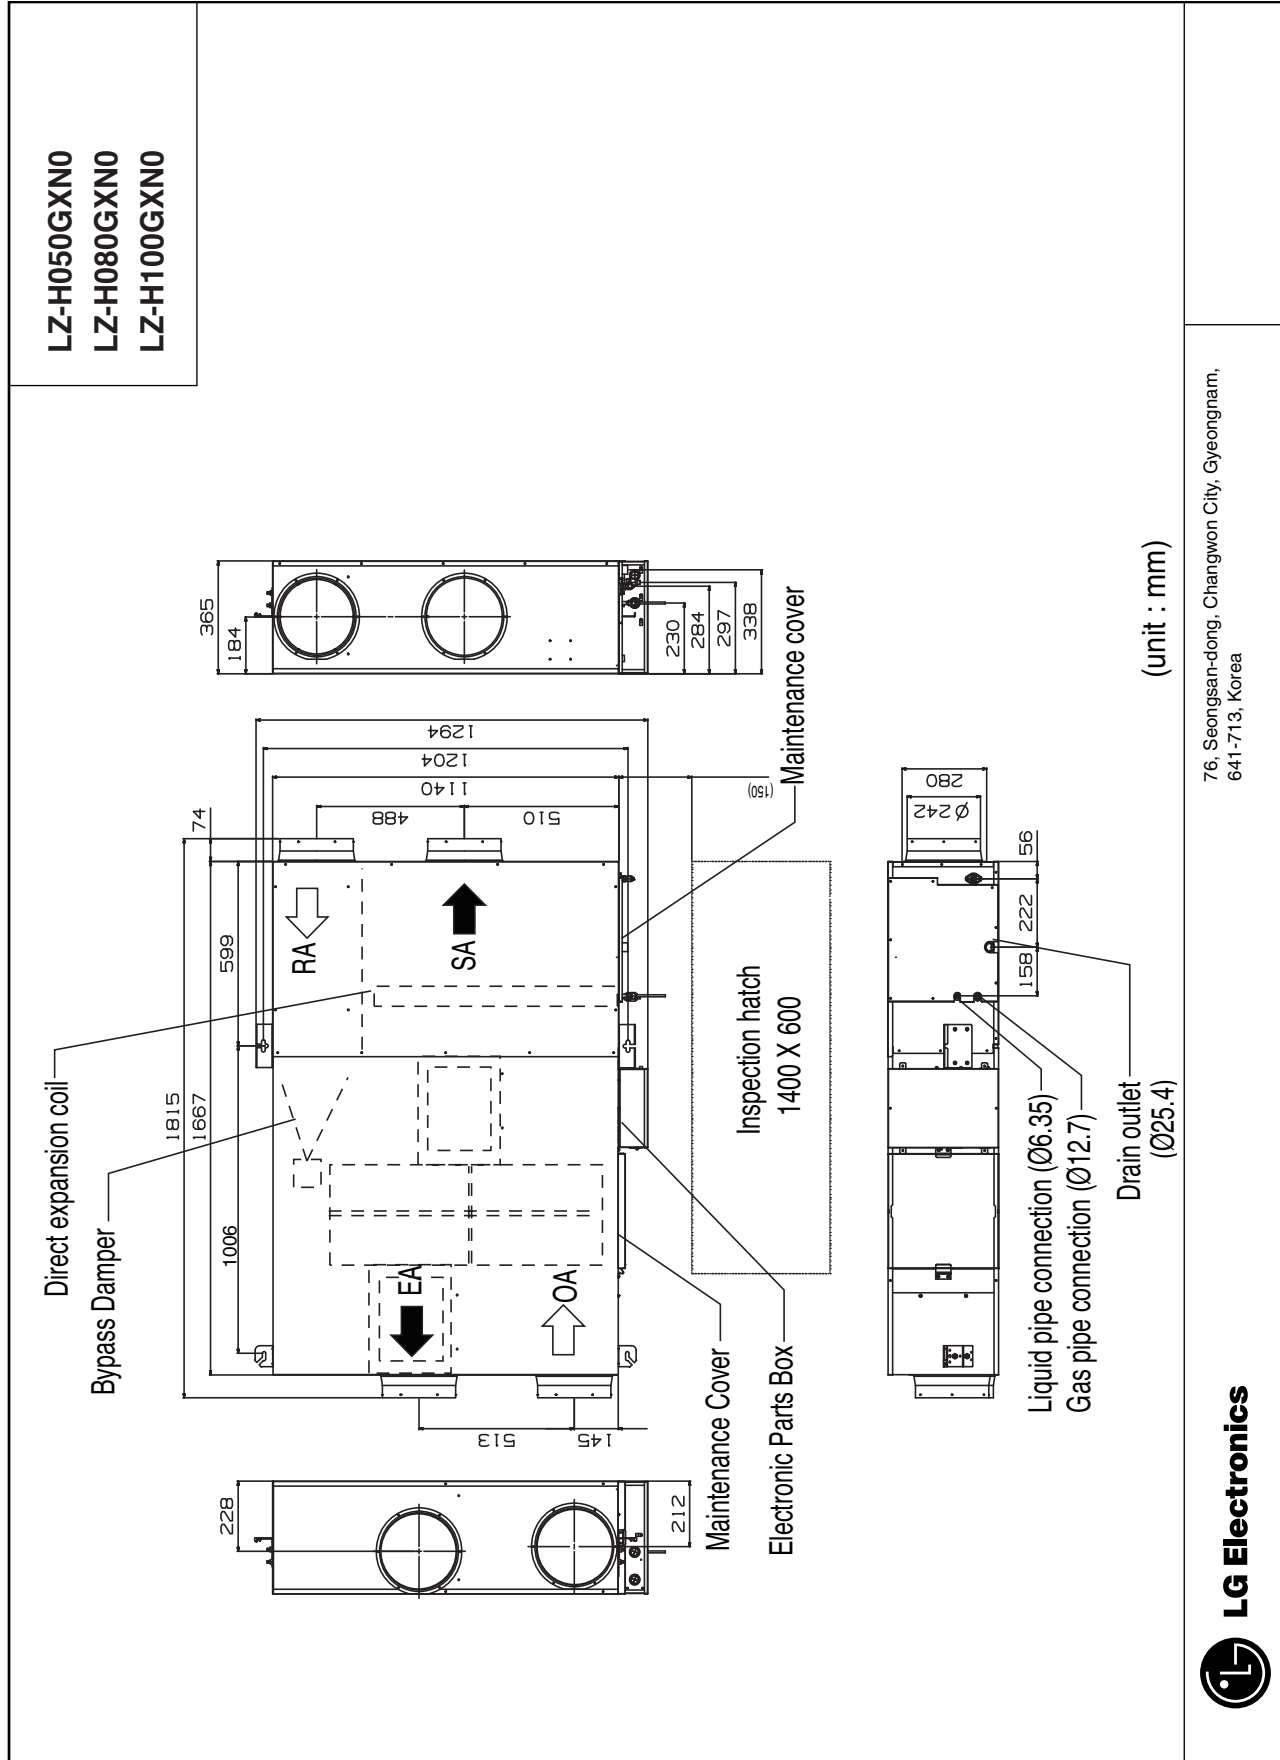 LZ-H050GXN0
LZ-H080GXN0
LZ-H100GXN0
Direct expansion coil
Bypass Damper
1815
1667
74
1006
599
228
212
513
145
EA
OA
RA
SA
488
510
1140
1204
1294
(150)
365
184
230
284
297
338
Maintenance Cover
Electronic Parts Box
Inspection hatch
1400 X 600
Maintenance cover
280
Ø242
158
222
56
Liquid pipe connection (Ø6.35)
Gas pipe connection (Ø12.7)
Drain outlet
(Ø25.4)
(unit : mm)
LG Electronics
76, Seongsan-dong, Changwon City, Gyeongnam,
641-713, Korea